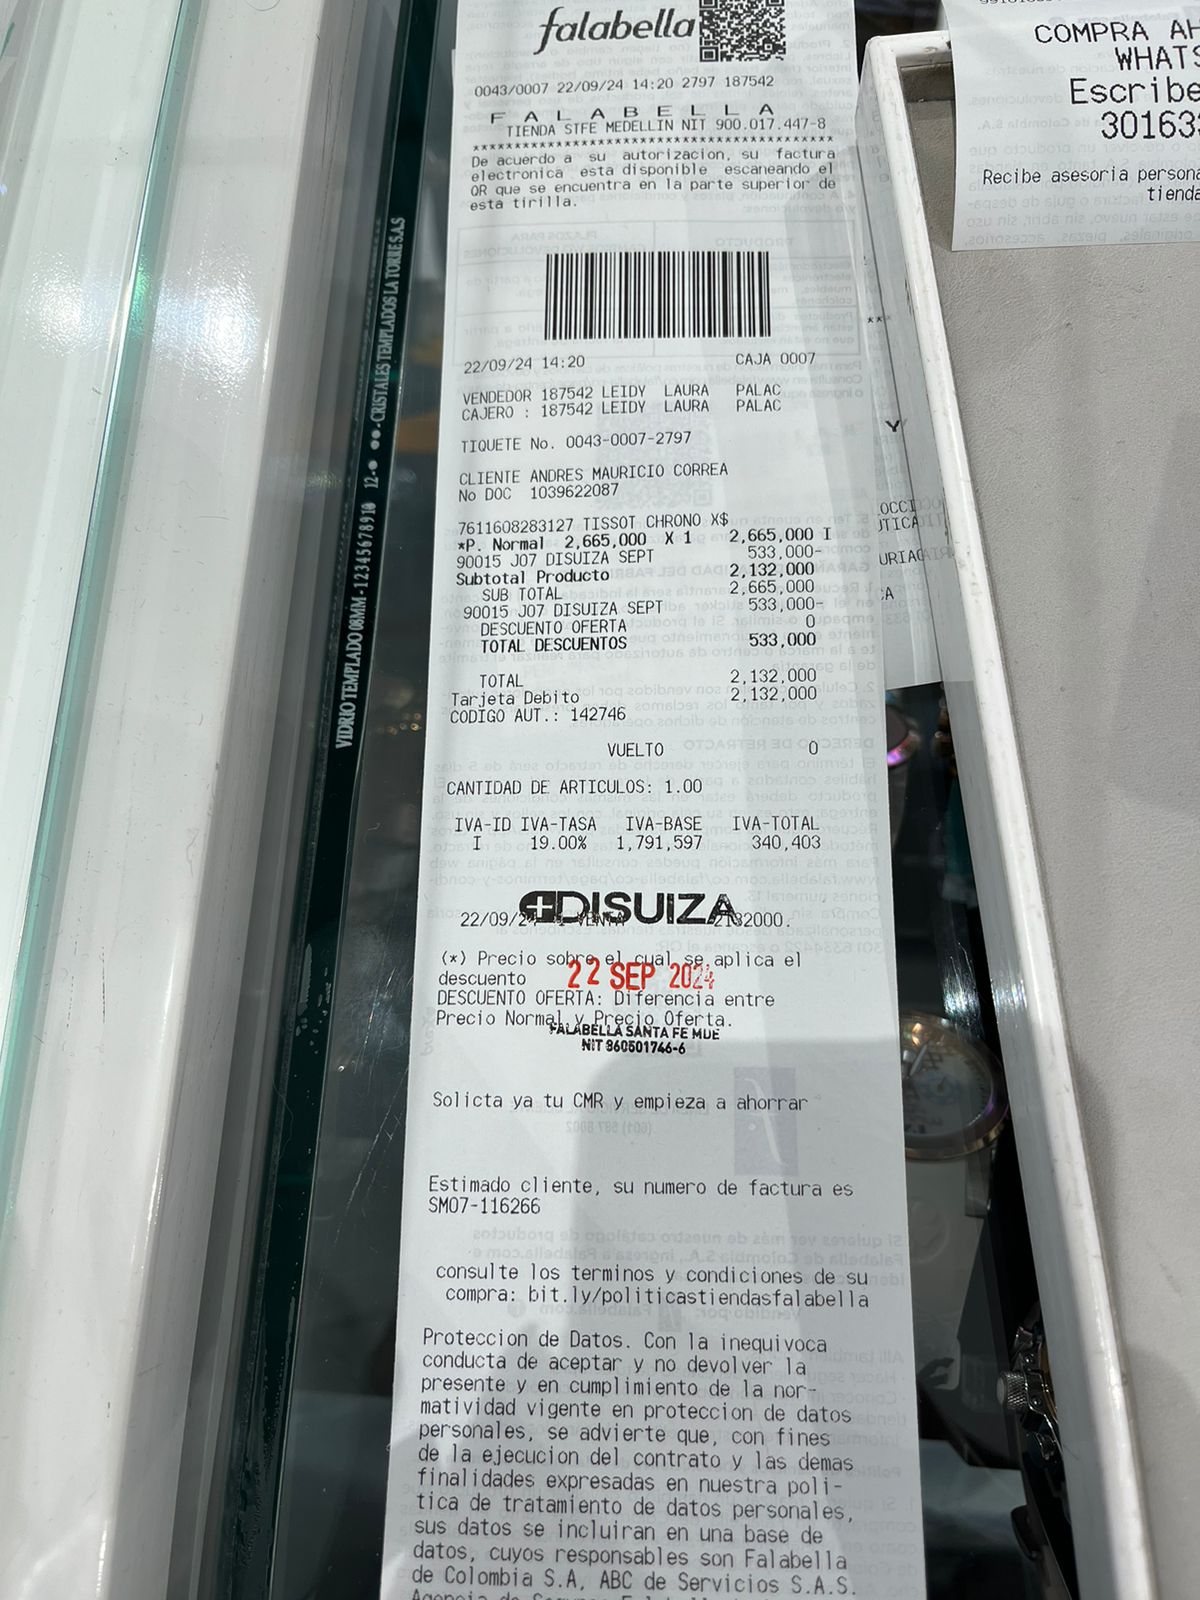 falabella
0043/0007 22/09/24 14:20 2797 187542
F A L A B E L L A
TIENDA STFE MEDELLIN NIT 900.017.447-8
****************************************
De acuerdo a su autorizacion, su factura
electronica esta disponible escaneando el
QR que se encuentra en la parte superior de
esta tirilla.
22/09/24 14:20 CAJA 0007
VENDEDOR 187542 LEIDY LAURA PALAC
CAJERO : 187542 LEIDY LAURA PALAC
TIQUETE No. 0043-0007-2797
CLIENTE ANDRES MAURICIO CORREA
No DOC 1039622087
7611608283127 TISSOT CHRONO X$
*P. Normal 2,665,000 X 1 2,665,000 I
90015 J07 DISUIZA SEPT 533,000-
Subtotal Producto 2,132,000
SUB TOTAL 2,665,000
90015 J07 DISUIZA SEPT 533,000-
DESCUENTO OFERTA 0
TOTAL DESCUENTOS 533,000
TOTAL 2,132,000
Tarjeta Debito 2,132,000
CODIGO AUT.: 142746
VUELTO 0
CANTIDAD DE ARTICULOS: 1.00
IVA-ID IVA-TASA IVA-BASE IVA-TOTAL
I 19.00% 1,791,597 340,403
DISUIZA
22/09/24 VENTA 2132000
(*) Precio sobre el cual se aplica el
descuento
22 SEP 2024
DESCUENTO OFERTA: Diferencia entre
Precio Normal y Precio Oferta.
FALABELLA SANTA FE MDE
NIT 860501746-6
Solicta ya tu CMR y empieza a ahorrar
Estimado cliente, su numero de factura es
SM07-116266
consulte los terminos y condiciones de su
compra: bit.ly/politicastiendasfalabella
Proteccion de Datos. Con la inequivoca
conducta de aceptar y no devolver la
presente y en cumplimiento de la nor-
matividad vigente en proteccion de datos
personales, se advierte que, con fines
de la ejecucion del contrato y las demas
finalidades expresadas en nuestra poli-
tica de tratamiento de datos personales,
sus datos se incluiran en una base de
datos, cuyos responsables son Falabella
de Colombia S.A, ABC de Servicios S.A.S.
VIDRIO TEMPLADO 08MM - 12345678910 12-● ●● - CRISTALES TEMPLADOS LA TORRE S.A.S
COMPRA
WHATS
Escribe
30163
Recibe asesoria persona
tienda